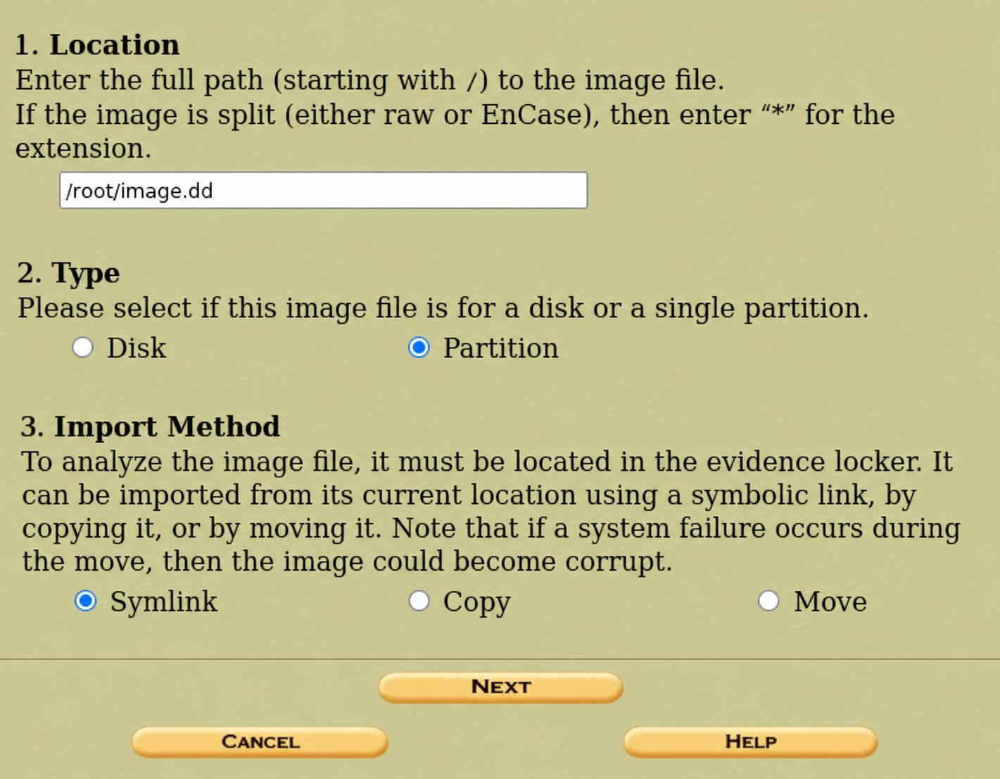 1. Location
Enter the full path (starting with /) to the image file.
If the image is split (either raw or EnCase), then enter “*” for the
extension.
/root/image.dd
2. Type
Please select if this image file is for a disk or a single partition.
Disk Partition
3. Import Method
To analyze the image file, it must be located in the evidence locker. It
can be imported from its current location using a symbolic link, by
copying it, or by moving it. Note that if a system failure occurs during
the move, then the image could become corrupt.
Symlink Copy Move
NEXT
CANCEL HELP